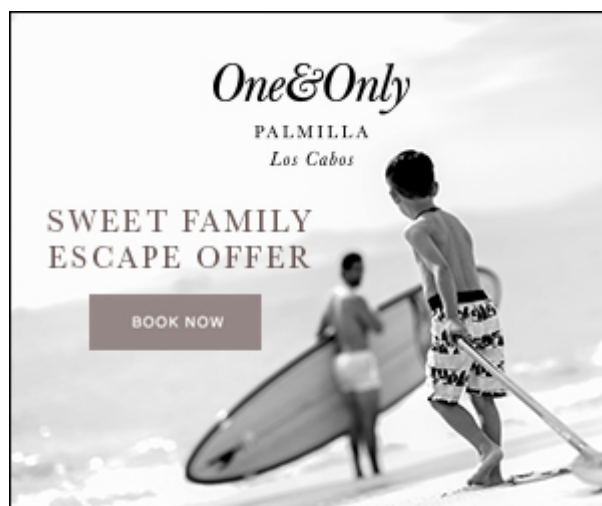 One&Only
PALMILLA
Los Cabos
SWEET FAMILY
ESCAPE OFFER
BOOK NOW